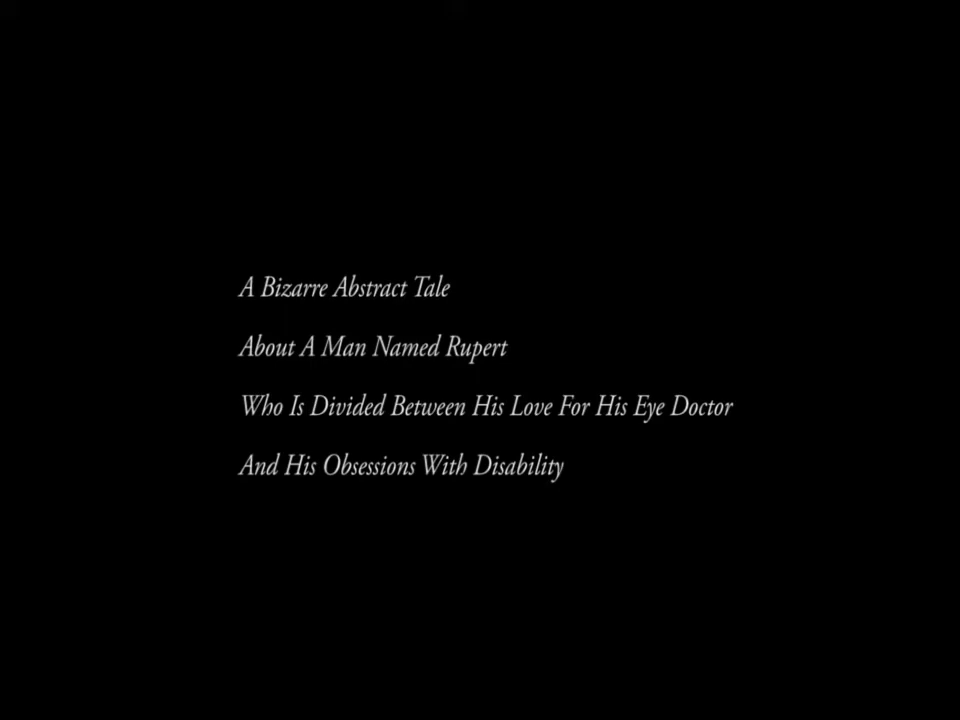 A Bizarre Abstract Tale
About A Man Named Rupert
Who Is Divided Between His Love For His Eye Doctor
And His Obsessions With Disability